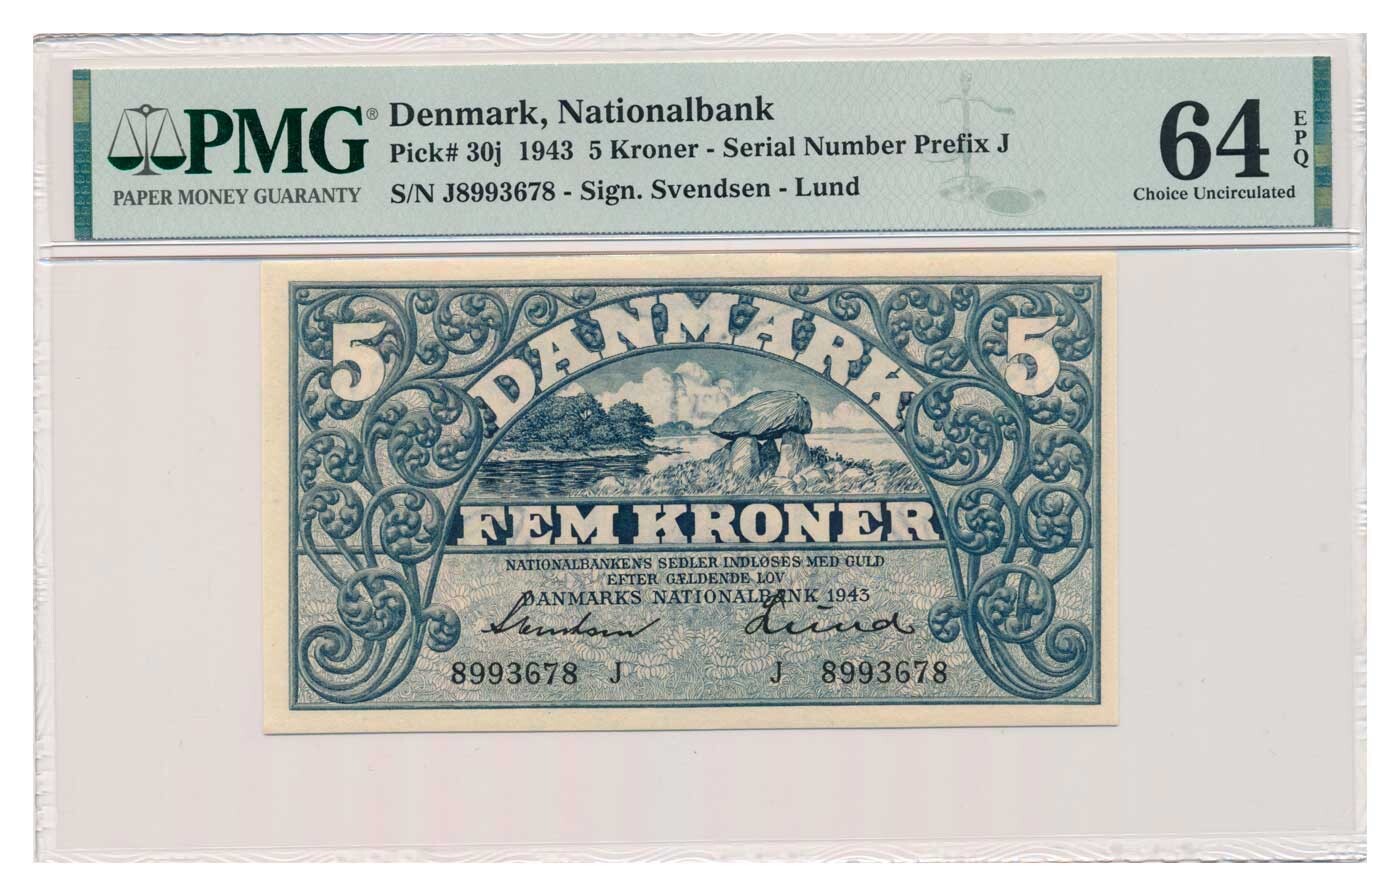 PMG®
PAPER MONEY GUARANTY
Denmark, Nationalbank
Pick# 30j 1943 5 Kroner - Serial Number Prefix J
S/N J8993678 - Sign. Svendsen - Lund
64 EPQ
Choice Uncirculated
5 5
DANMARK
FEM KRONER
NATIONALBANKENS SEDLER INDLØSES MED GULD
EFTER GÆLDENDE LOV
DANMARKS NATIONALBANK 1943
Svendsen Lund
8993678 J J 8993678